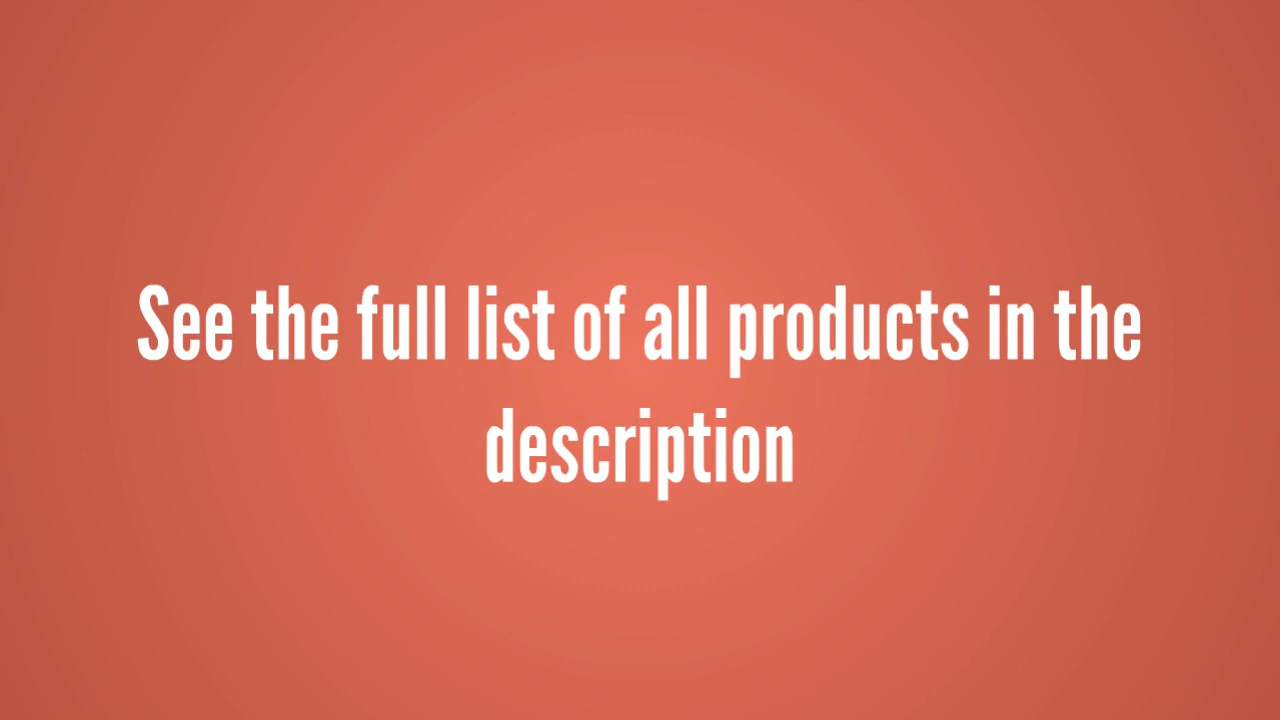 See the full list of all products in the
description